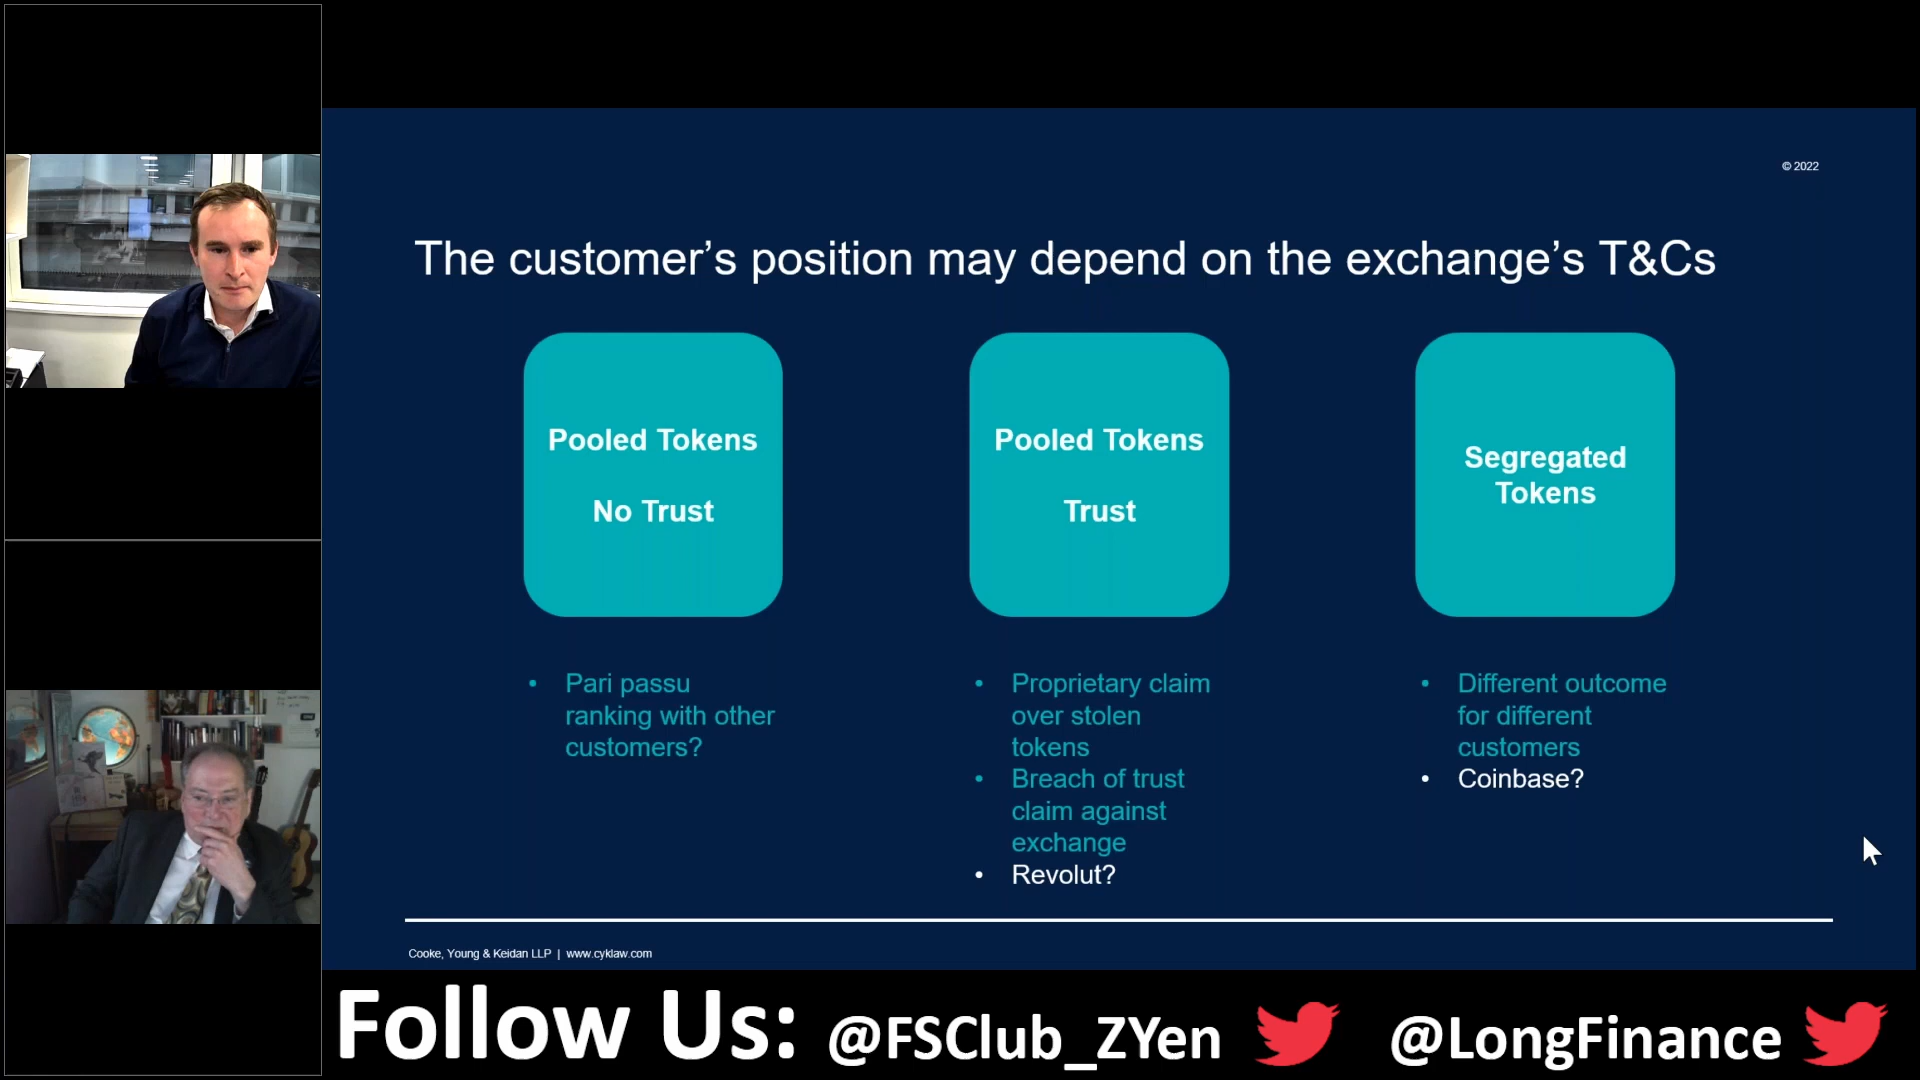 © 2022
The customer’s position may depend on the exchange’s T&Cs
Pooled Tokens
No Trust
Pooled Tokens
Trust
Segregated
Tokens
• Pari passu
ranking with other
customers?
• Proprietary claim
over stolen
tokens
• Breach of trust
claim against
exchange
• Revolut?
• Different outcome
for different
customers
• Coinbase?
Cooke, Young & Keidan LLP | www.cyklaw.com
Follow Us: @FSClub_ZYen @LongFinance